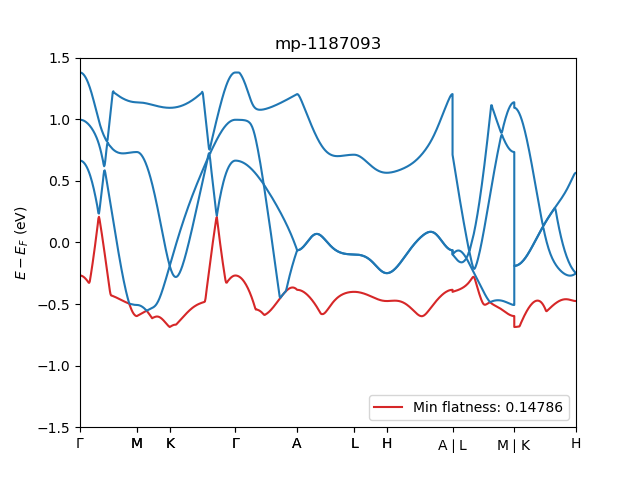 mp-1187093
E − E_F (eV)
1.5
1.0
0.5
0.0
−0.5
−1.0
−1.5
Min flatness: 0.14786
Γ M K Γ A L H A | L M | K H